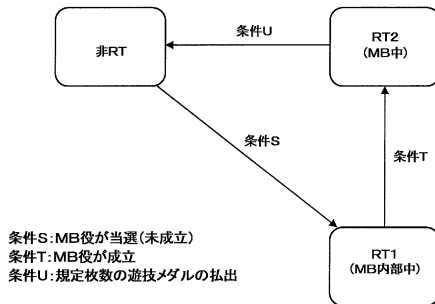 条件U
非RT
RT2
(MB中)
条件S
条件T
条件S:MB役が当選(未成立)
条件T:MB役が成立
条件U:規定枚数の遊技メダルの払出
RT1
(MB内部中)